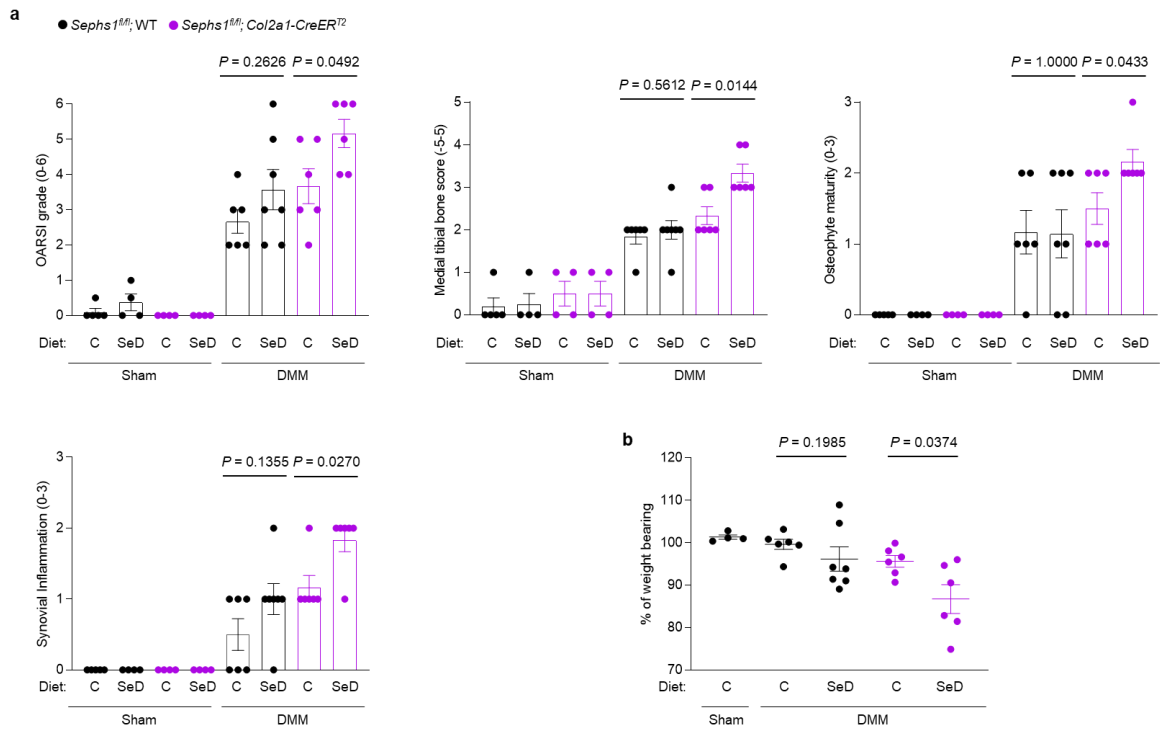 a
Sephs1fl/fl; WT Sephs1fl/fl; Col2a1-CreERT2
P = 0.2626 P = 0.0492
OARSI grade (0-6)
6
5
4
3
2
1
0
Diet: C SeD C SeD C SeD C SeD
Sham DMM
P = 0.5612 P = 0.0144
Medial tibial bone score (-5-5)
5
4
3
2
1
0
Diet: C SeD C SeD C SeD C SeD
Sham DMM
P = 1.0000 P = 0.0433
Osteophyte maturity (0-3)
3
2
1
0
Diet: C SeD C SeD C SeD C SeD
Sham DMM
P = 0.1355 P = 0.0270
Synovial Inflammation (0-3)
3
2
1
0
Diet: C SeD C SeD C SeD C SeD
Sham DMM
b
P = 0.1985 P = 0.0374
% of weight bearing
120
110
100
90
80
70
Diet: C C SeD C SeD
Sham DMM